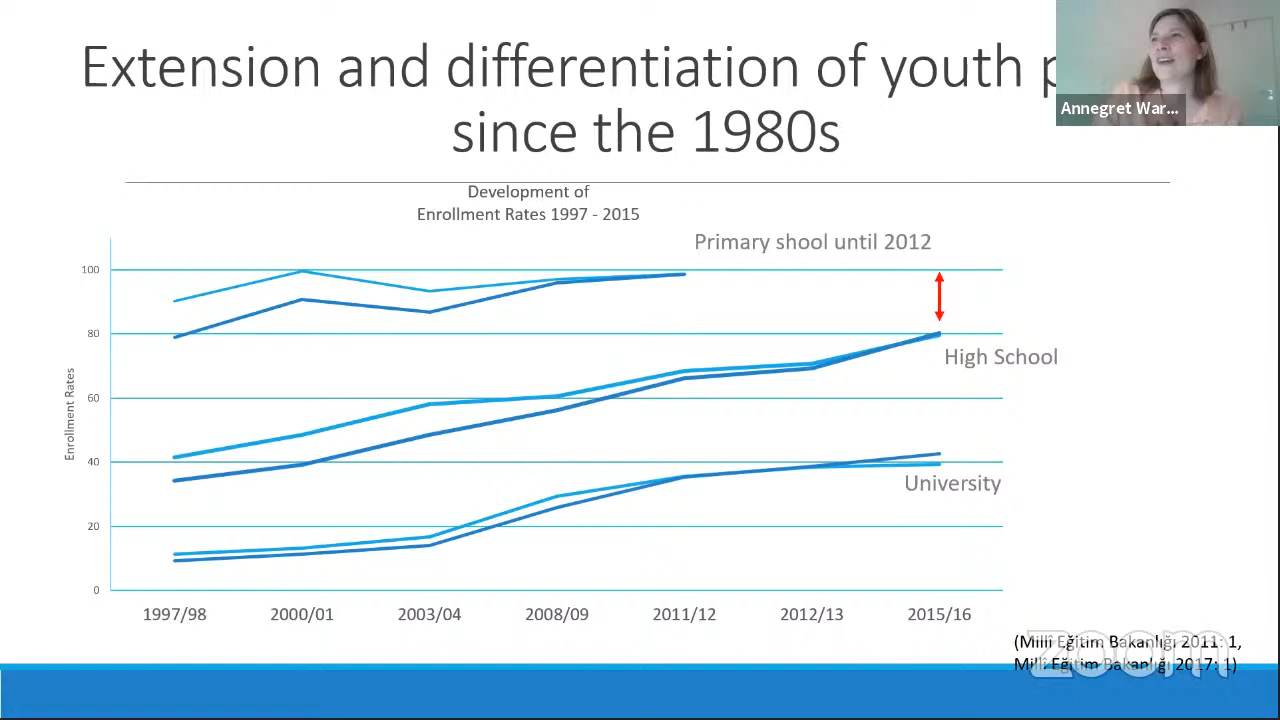 Extension and differentiation of youth
since the 1980s
Annegret War...
Development of
Enrollment Rates 1997 - 2015
Primary shool until 2012
100
80
High School
60
Enrollment Rates
40
University
20
0
1997/98 2000/01 2003/04 2008/09 2011/12 2012/13 2015/16
(Millî Eğitim Bakanlığı 2011: 1,
Millî Eğitim Bakanlığı 2017: 1)
zoom